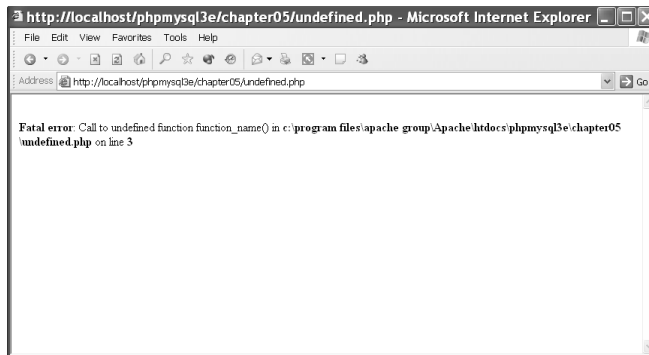 http://localhost/phpmysql3e/chapter05/undefined.php - Microsoft Internet Explorer
File Edit View Favorites Tools Help
Address http://localhost/phpmysql3e/chapter05/undefined.php Go
Fatal error: Call to undefined function function_name() in c:\program files\apache group\Apache\htdocs\phpmysql3e\chapter05
\undefined.php on line 3